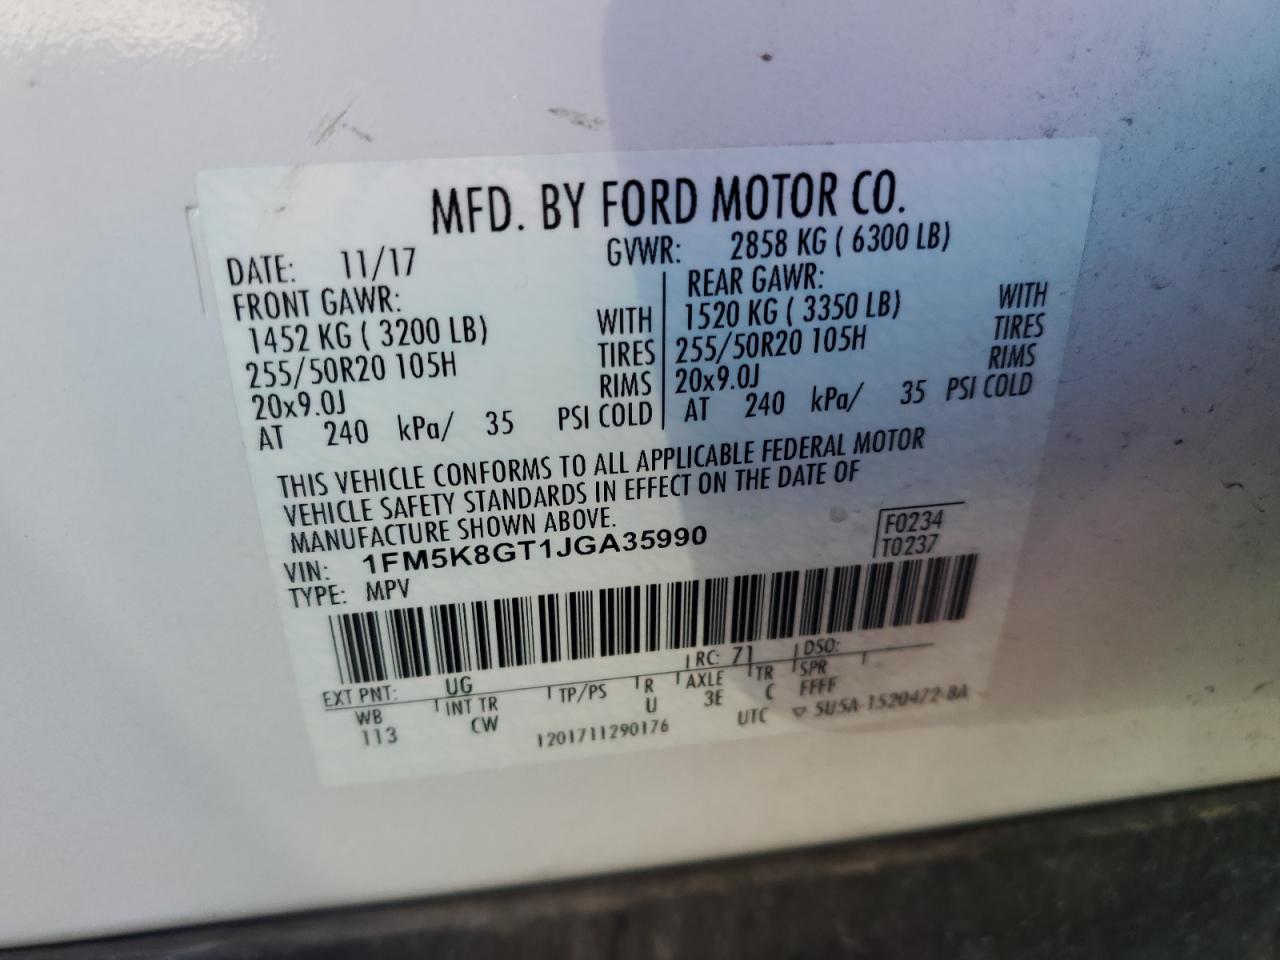 MFD. BY FORD MOTOR CO.
DATE: 11/17 GVWR: 2858 KG ( 6300 LB)
FRONT GAWR:
1452 KG ( 3200 LB) WITH
255/50R20 105H TIRES
20x9.0J RIMS
AT 240 kPa/ 35 PSI COLD
REAR GAWR:
1520 KG ( 3350 LB) WITH
255/50R20 105H TIRES
20x9.0J RIMS
AT 240 kPa/ 35 PSI COLD
THIS VEHICLE CONFORMS TO ALL APPLICABLE FEDERAL MOTOR
VEHICLE SAFETY STANDARDS IN EFFECT ON THE DATE OF
MANUFACTURE SHOWN ABOVE.
VIN: 1FM5K8GT1JGA35990
TYPE: MPV
F0234
T0237
EXT PNT: UG RC: 71 DSO:
WB INT TR TP/PS R AXLE TR SPR
113 CW U 3E C FFFF
1201711290176 UTC ▽ 5U5A-1520472-BA